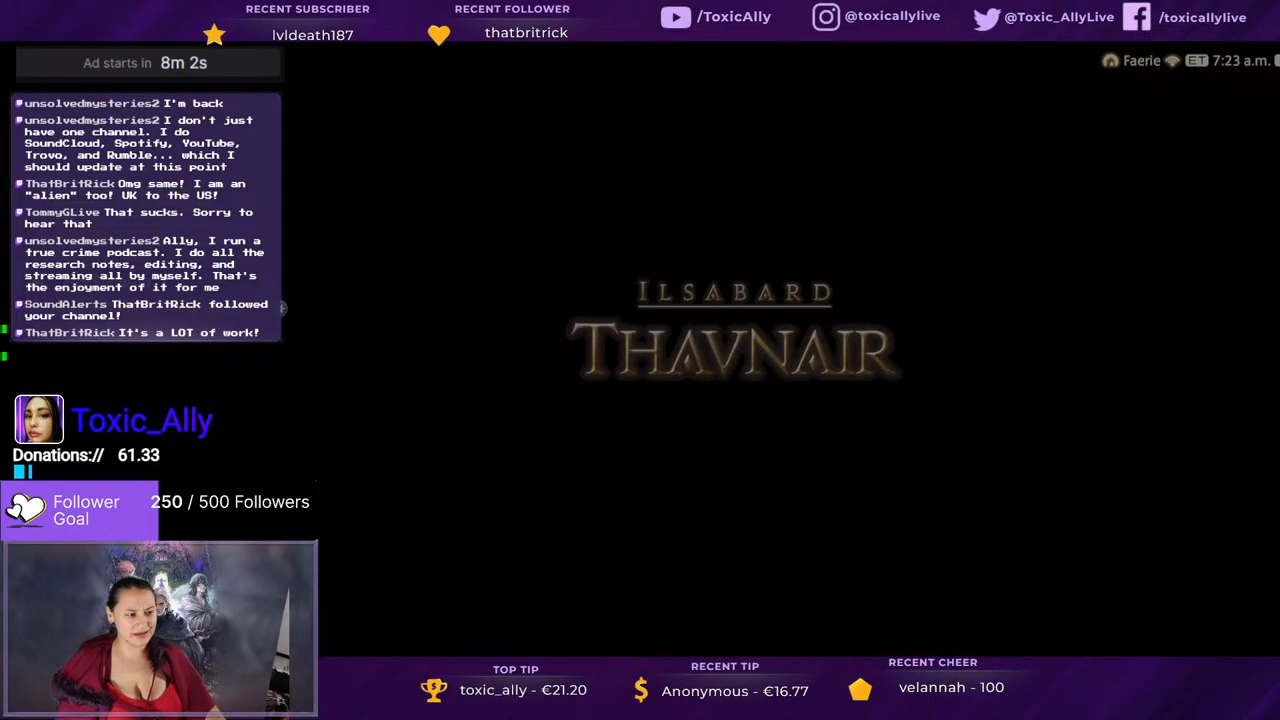 RECENT SUBSCRIBER
lvldeath187
RECENT FOLLOWER
thatbritrick
/ToxicAlly
@toxicallylive
@Toxic_AllyLive
/toxicallylive
Ad starts in 8m 2s
Faerie ET 7:23 a.m.
unsolvedmysteries2 I'm back
unsolvedmysteries2 I don't just
have one channel. I do
SoundCloud, Spotify, YouTube,
Trovo, and Rumble... which I
should update at this point
ThatBritRick Omg same! I am an
"alien" too! UK to the US!
TommyGLive That sucks. Sorry to
hear that
unsolvedmysteries2 Ally, I run a
true crime podcast. I do all the
research notes, editing, and
streaming all by myself. That's
the enjoyment of it for me
SoundAlerts ThatBritRick followed
your channel!
ThatBritRick It's a LOT of work!
ILSABARD
THAVNAIR
Toxic_Ally
Donations:// 61.33
Follower
Goal
250 / 500 Followers
TOP TIP
toxic_ally - €21.20
RECENT TIP
Anonymous - €16.77
RECENT CHEER
velannah - 100